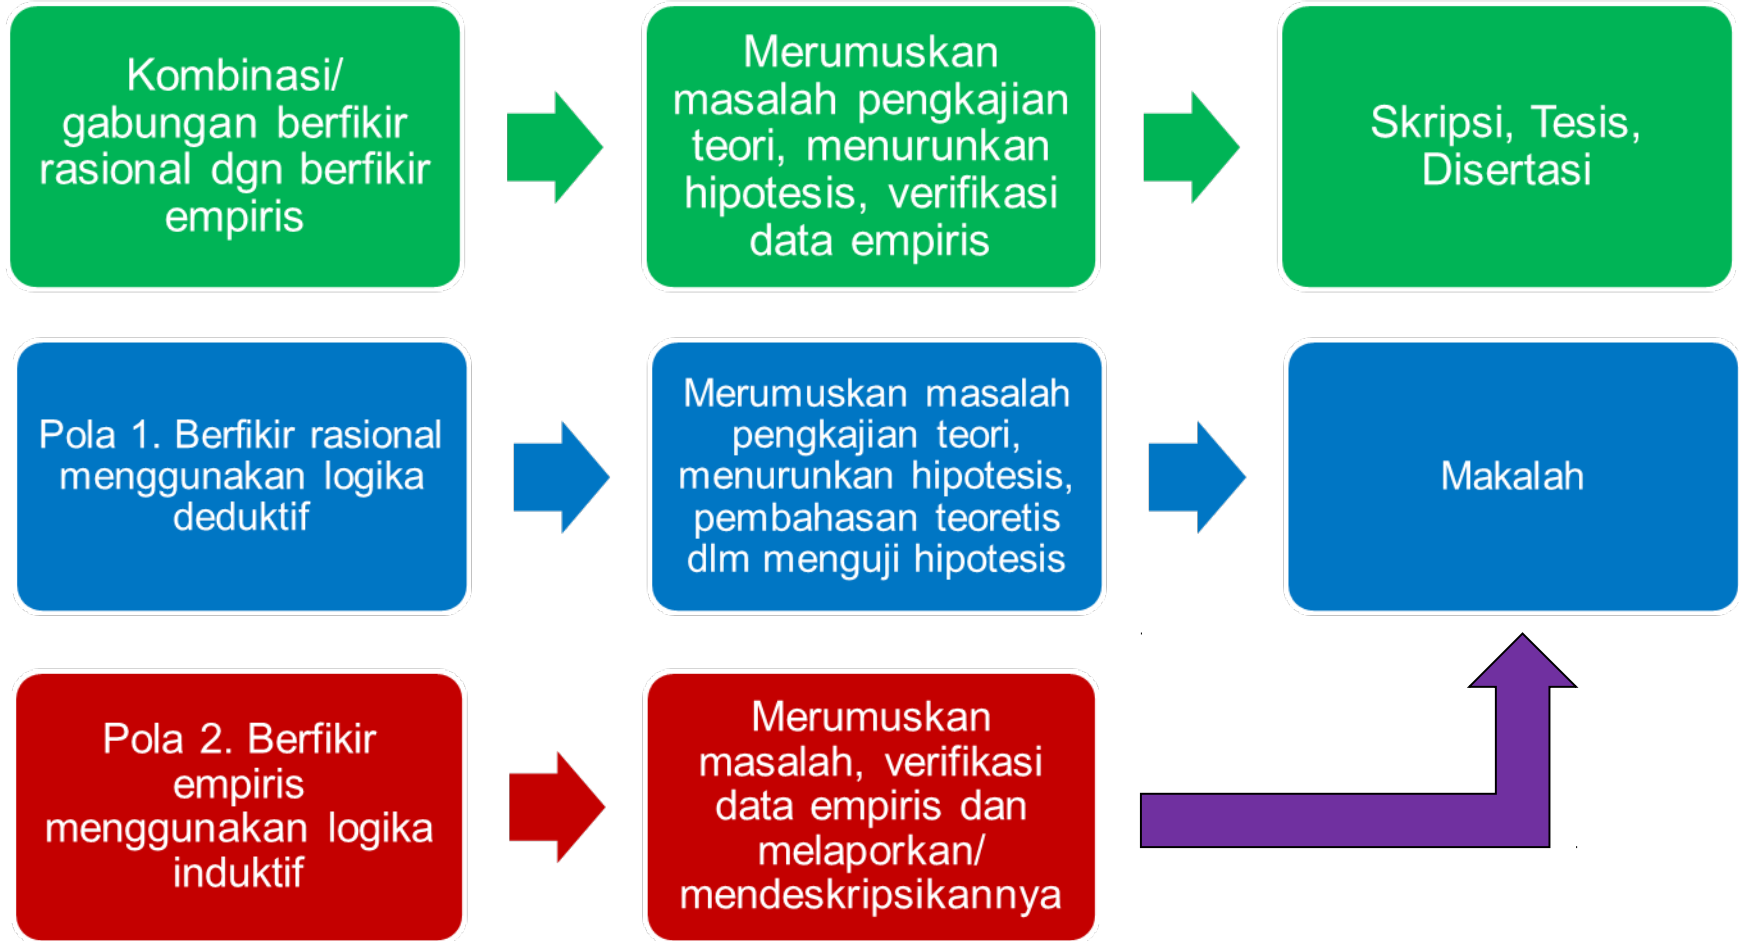 Kombinasi/
gabungan berfikir
rasional dgn berfikir
empiris
Merumuskan
masalah pengkajian
teori, menurunkan
hipotesis, verifikasi
data empiris
Skripsi, Tesis,
Disertasi
Pola 1. Berfikir rasional
menggunakan logika
deduktif
Merumuskan masalah
pengkajian teori,
menurunkan hipotesis,
pembahasan teoretis
dlm menguji hipotesis
Makalah
Pola 2. Berfikir
empiris
menggunakan logika
induktif
Merumuskan
masalah, verifikasi
data empiris dan
melaporkan/
mendeskripsikannya